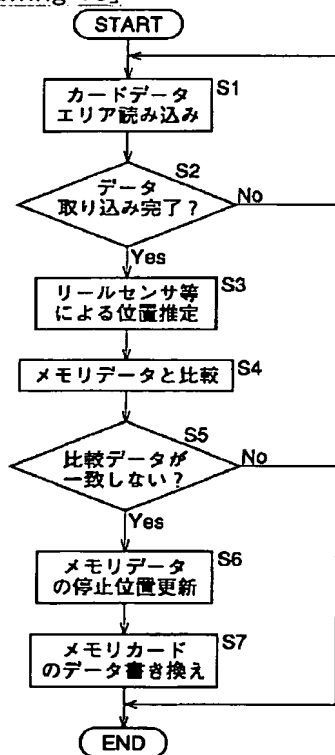 START
S1
カードデータ
エリア読み込み
S2
データ
取り込み完了？
No
Yes
S3
リールセンサ等
による位置推定
メモリデータと比較
S4
S5
比較データが
一致しない？
No
Yes
S6
メモリデータ
の停止位置更新
S7
メモリカード
のデータ書き換え
END